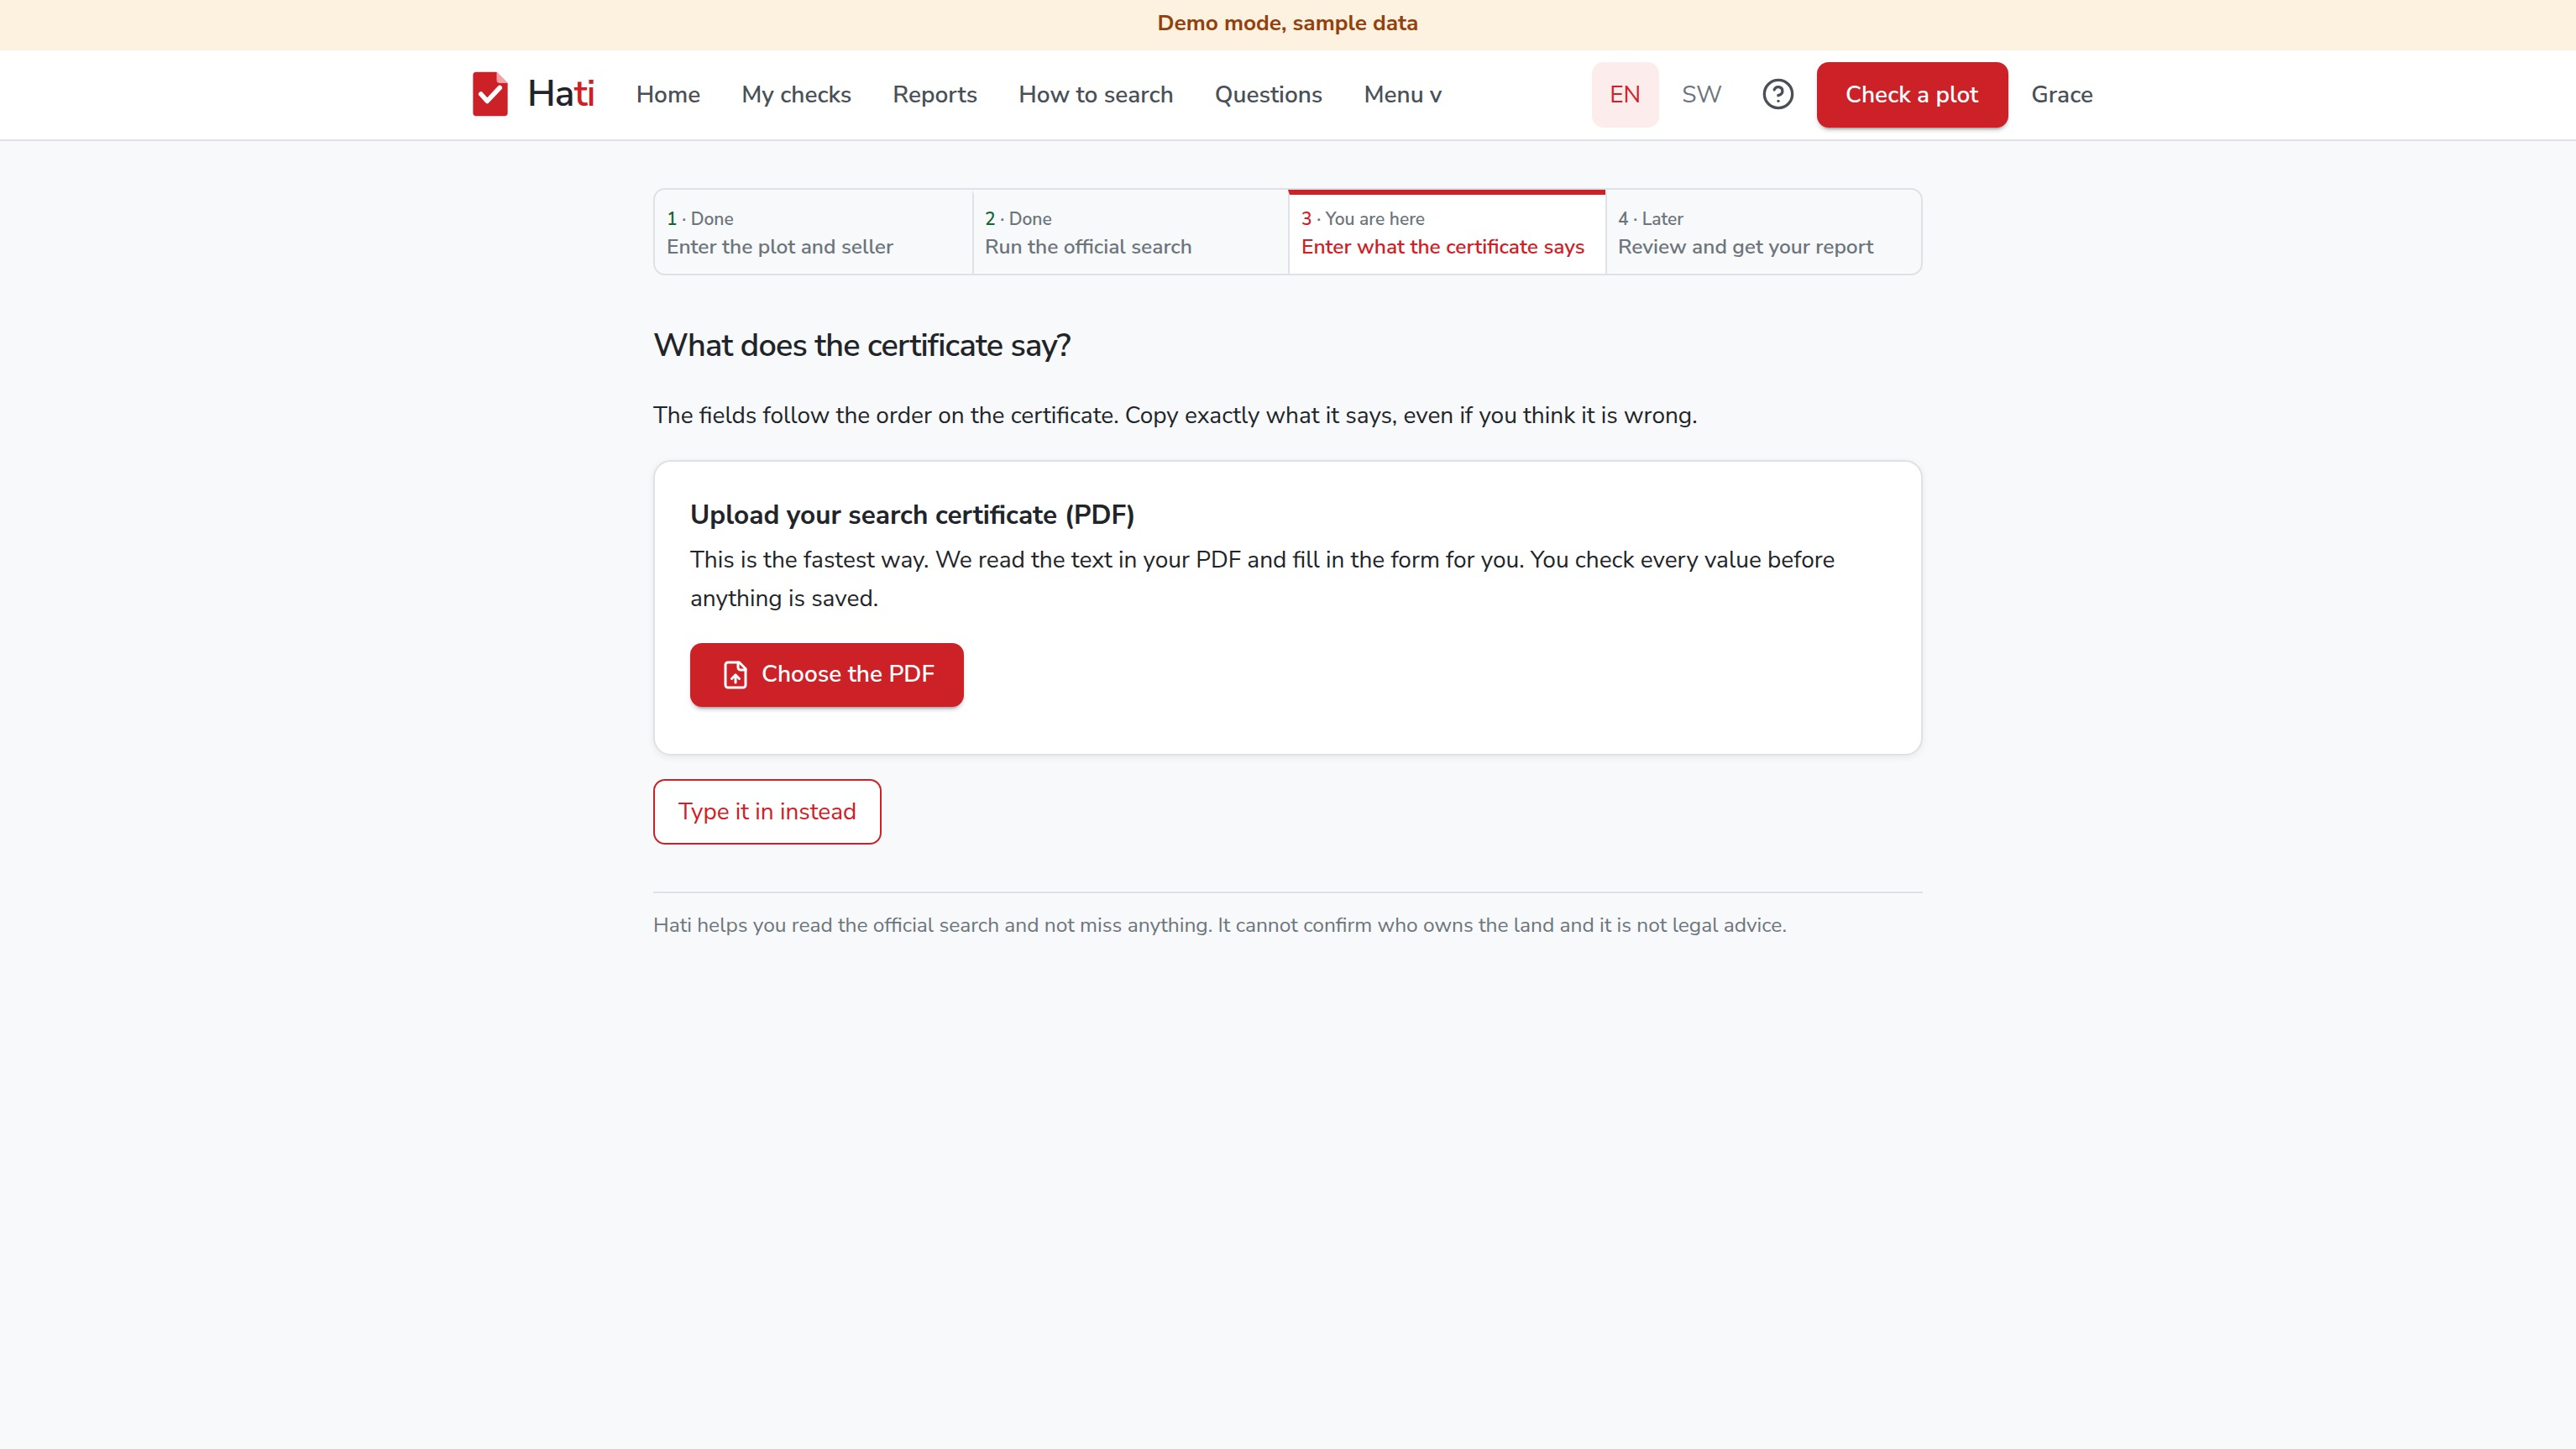 Demo mode, sample data
Hati
Home
My checks
Reports
How to search
Questions
Menu v
EN
SW
Check a plot
Grace
1 · Done
Enter the plot and seller
2 · Done
Run the official search
3 · You are here
Enter what the certificate says
4 · Later
Review and get your report
What does the certificate say?
The fields follow the order on the certificate. Copy exactly what it says, even if you think it is wrong.
Upload your search certificate (PDF)
This is the fastest way. We read the text in your PDF and fill in the form for you. You check every value before
anything is saved.
Choose the PDF
Type it in instead
Hati helps you read the official search and not miss anything. It cannot confirm who owns the land and it is not legal advice.